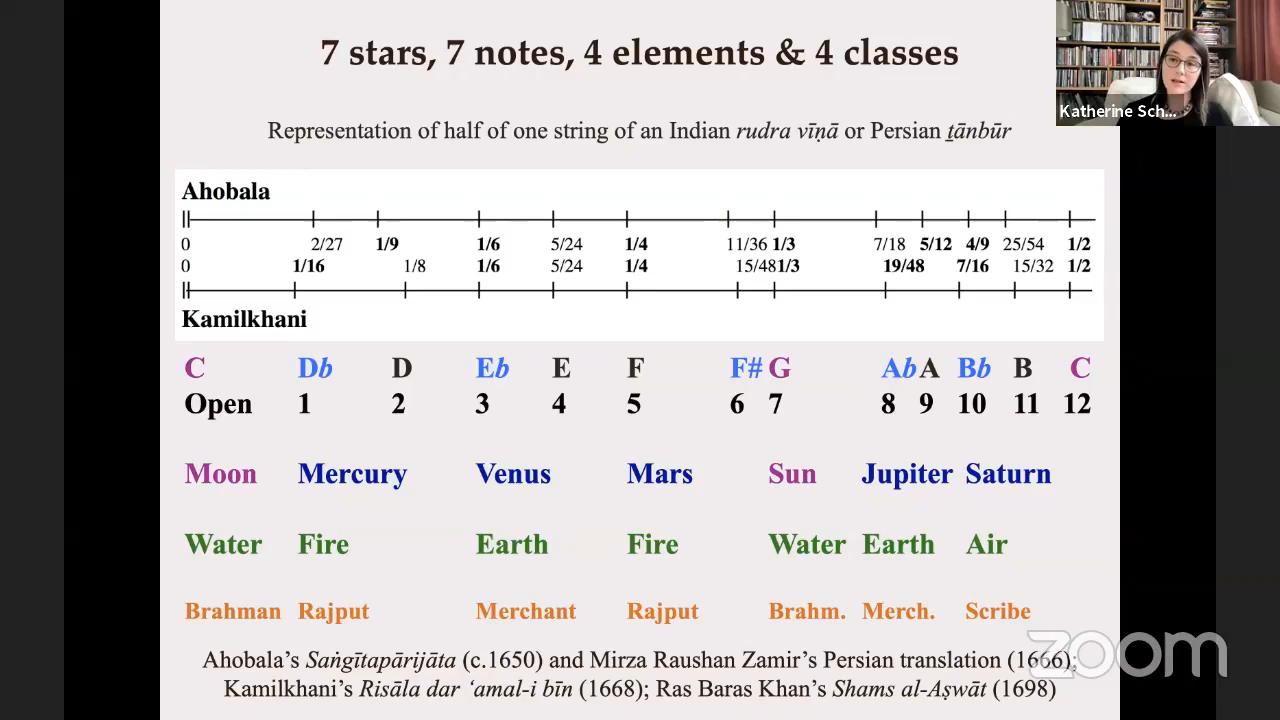 7 stars, 7 notes, 4 elements & 4 classes
Katherine Sch...
Representation of half of one string of an Indian rudra vīṇā or Persian ṯānbūr
Ahobala
0 2/27 1/9 1/6 5/24 1/4 11/36 1/3 7/18 5/12 4/9 25/54 1/2
0 1/16 1/8 1/6 5/24 1/4 15/48 1/3 19/48 7/16 15/32 1/2
Kamilkhani
C Db D Eb E F F# G Ab A Bb B C
Open 1 2 3 4 5 6 7 8 9 10 11 12
Moon Mercury Venus Mars Sun Jupiter Saturn
Water Fire Earth Fire Water Earth Air
Brahman Rajput Merchant Rajput Brahm. Merch. Scribe
Ahobala's Saṅgītapārijāta (c.1650) and Mirza Raushan Zamir's Persian translation (1666);
Kamilkhani's Risāla dar ‘amal-i bīn (1668); Ras Baras Khan's Shams al-Aṣwāt (1698)
zoom